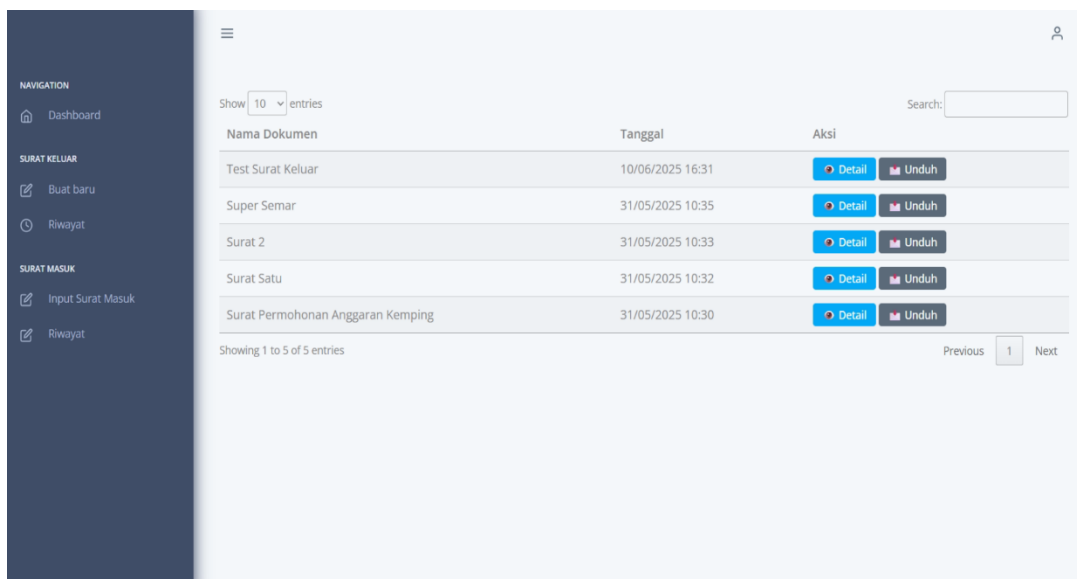 NAVIGATION
Dashboard
SURAT KELUAR
Buat baru
Riwayat
SURAT MASUK
Input Surat Masuk
Riwayat
Show 10 entries Search:
Nama Dokumen Tanggal Aksi
Test Surat Keluar 10/06/2025 16:31 Detail Unduh
Super Semar 31/05/2025 10:35 Detail Unduh
Surat 2 31/05/2025 10:33 Detail Unduh
Surat Satu 31/05/2025 10:32 Detail Unduh
Surat Permohonan Anggaran Kemping 31/05/2025 10:30 Detail Unduh
Showing 1 to 5 of 5 entries Previous 1 Next